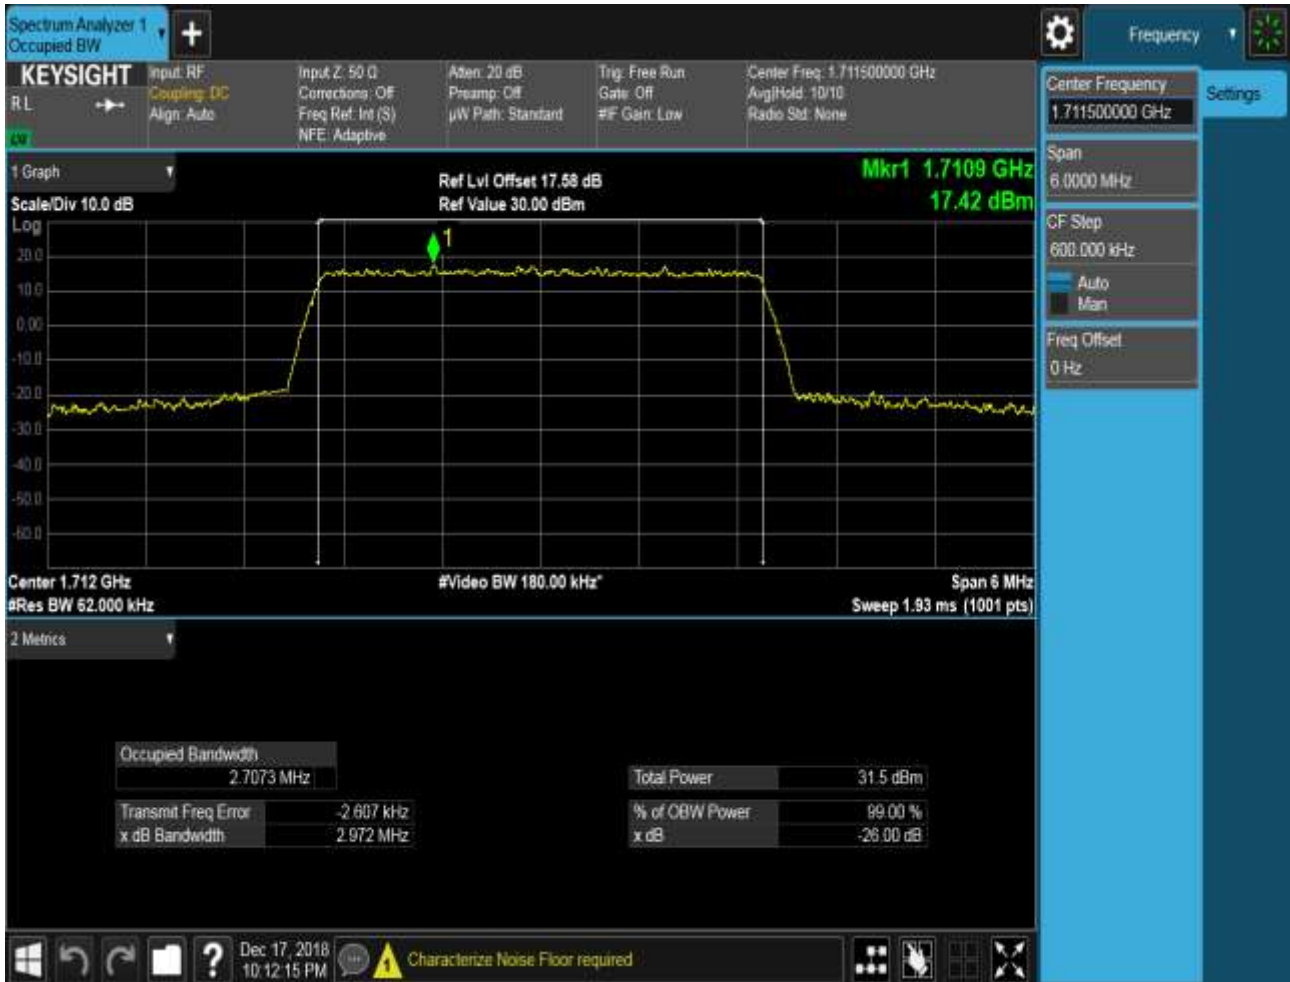 Spectrum Analyzer 1
Occupied BW
+
Frequency
KEYSIGHT
RL
LXI
Input: RF
Coupling: DC
Align: Auto
Input Z: 50 Ω
Corrections: Off
Freq Ref: Int (S)
NFE: Adaptive
Atten: 20 dB
Preamp: Off
µW Path: Standard
Trig: Free Run
Gate: Off
#IF Gain: Low
Center Freq: 1.711500000 GHz
Avg|Hold: 10/10
Radio Std: None
Center Frequency
1.711500000 GHz
Settings
Span
6.0000 MHz
CF Step
600.000 kHz
Auto
Man
Freq Offset
0 Hz
1 Graph
Scale/Div 10.0 dB
Ref Lvl Offset 17.58 dB
Ref Value 30.00 dBm
Mkr1 1.7109 GHz
17.42 dBm
Log
1
20.0
10.0
0.00
-10.0
-20.0
-30.0
-40.0
-50.0
-60.0
Center 1.712 GHz
#Video BW 180.00 kHz*
Span 6 MHz
#Res BW 62.000 kHz
Sweep 1.93 ms (1001 pts)
2 Metrics
Occupied Bandwidth
2.7073 MHz
Total Power 31.5 dBm
Transmit Freq Error -2.607 kHz
% of OBW Power 99.00 %
x dB Bandwidth 2.972 MHz
x dB -26.00 dB
?
Dec 17, 2018
10:12:15 PM
1
Characterize Noise Floor required